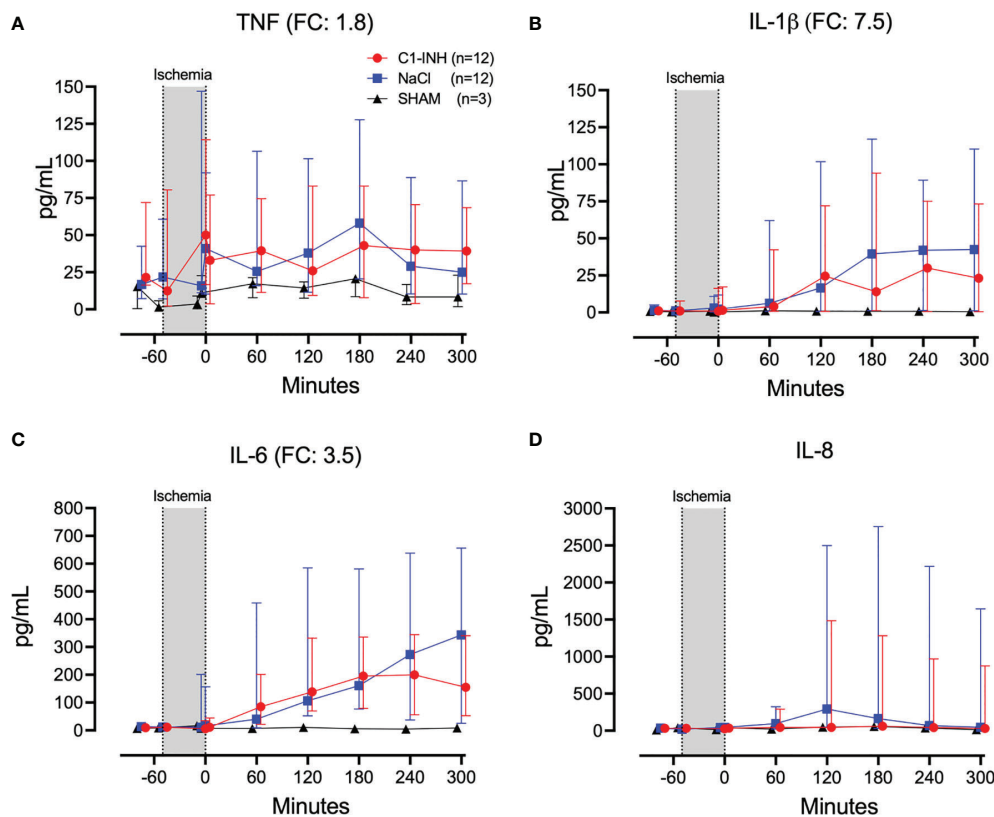 A
TNF (FC: 1.8)
C1-INH (n=12)
NaCl (n=12)
SHAM (n=3)
Ischemia
150
125
100
75
50
25
0
pg/mL
-60 0 60 120 180 240 300
Minutes
B
IL-1β (FC: 7.5)
Ischemia
150
125
100
75
50
25
0
pg/mL
-60 0 60 120 180 240 300
Minutes
C
IL-6 (FC: 3.5)
Ischemia
800
700
600
500
400
300
200
100
0
pg/mL
-60 0 60 120 180 240 300
Minutes
D
IL-8
Ischemia
3000
2500
2000
1500
1000
500
0
pg/mL
-60 0 60 120 180 240 300
Minutes